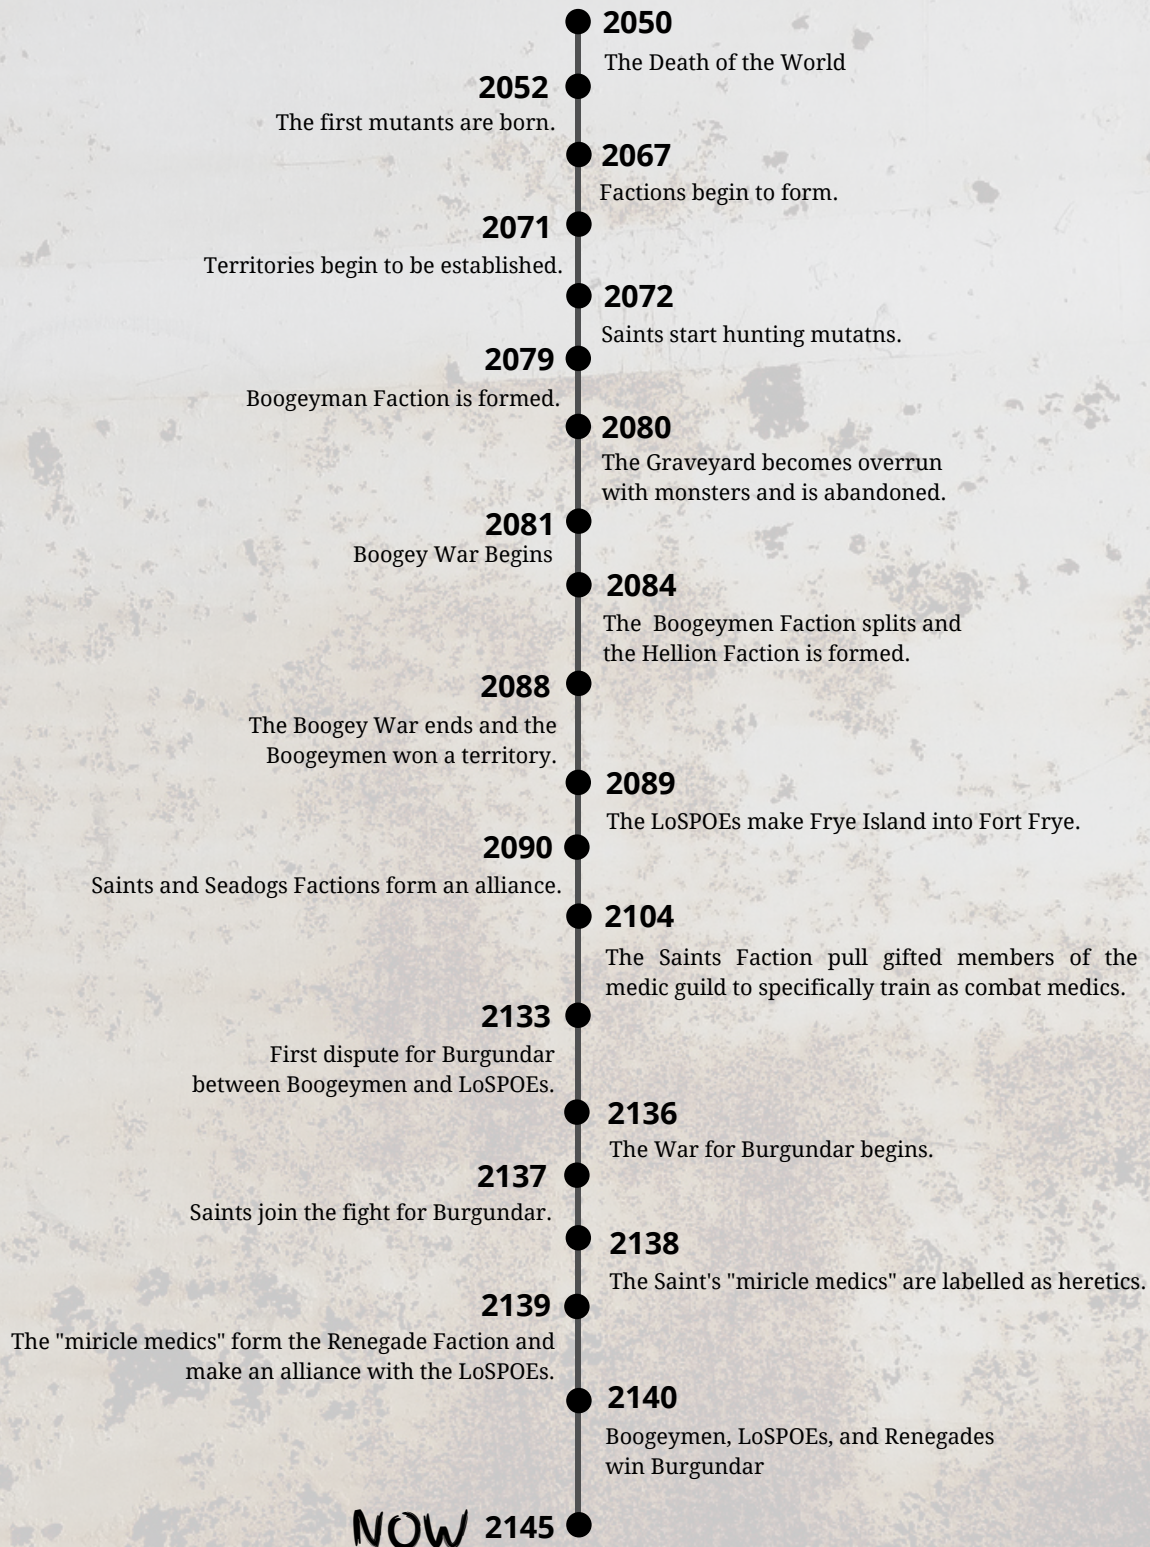 2050
The Death of the World
2052
The first mutants are born.
2067
Factions begin to form.
2071
Territories begin to be established.
2072
Saints start hunting mutatns.
2079
Boogeyman Faction is formed.
2080
The Graveyard becomes overrun
with monsters and is abandoned.
2081
Boogey War Begins
2084
The Boogeymen Faction splits and
the Hellion Faction is formed.
2088
The Boogey War ends and the
Boogeymen won a territory.
2089
The LoSPOEs make Frye Island into Fort Frye.
2090
Saints and Seadogs Factions form an alliance.
2104
The Saints Faction pull gifted members of the
medic guild to specifically train as combat medics.
2133
First dispute for Burgundar
between Boogeymen and LoSPOEs.
2136
The War for Burgundar begins.
2137
Saints join the fight for Burgundar.
2138
The Saint's "miricle medics" are labelled as heretics.
2139
The "miricle medics" form the Renegade Faction and
make an alliance with the LoSPOEs.
2140
Boogeymen, LoSPOEs, and Renegades
win Burgundar
NOW 2145